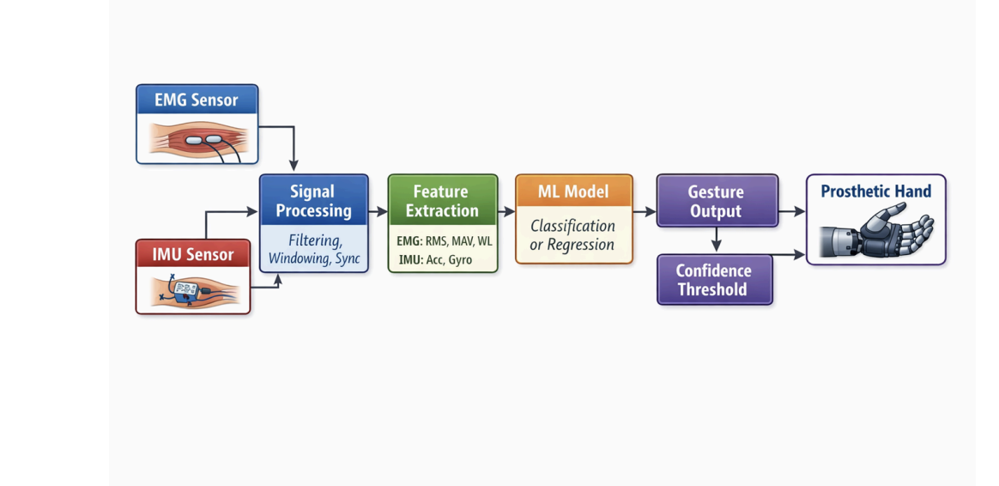 EMG Sensor
IMU Sensor
Signal
Processing
Filtering,
Windowing, Sync
Feature
Extraction
EMG: RMS, MAV, WL
IMU: Acc, Gyro
ML Model
Classification
or Regression
Gesture
Output
Confidence
Threshold
Prosthetic Hand